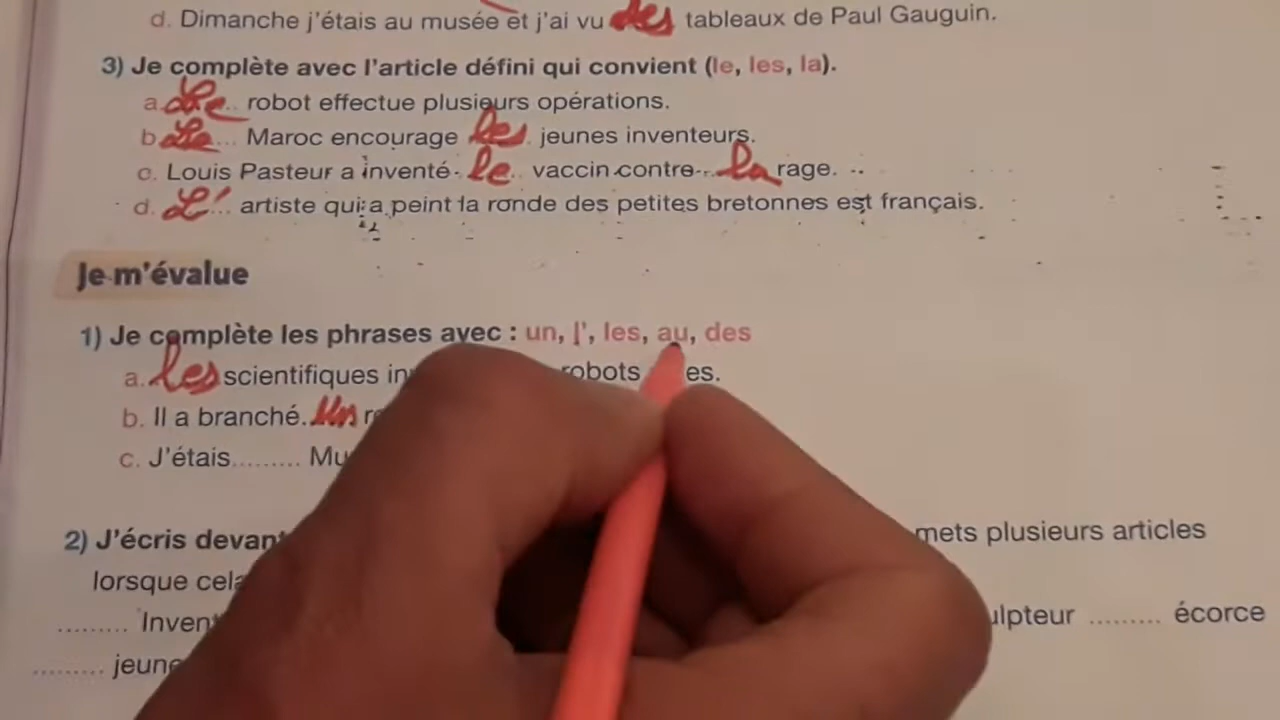 d. Dimanche j'étais au musée et j'ai vu des tableaux de Paul Gauguin.
3) Je complète avec l'article défini qui convient (le, les, la).
a. Le... robot effectue plusieurs opérations.
b. Le.... Maroc encourage les. jeunes inventeurs.
c. Louis Pasteur a inventé le.. vaccin contre... la rage.
d. L'... artiste qui a peint la ronde des petites bretonnes est français.
Je m'évalue
1) Je complète les phrases avec : un, l', les, au, des
a. les scientifiques robots es.
b. Il a branché. Un
c. J'étais.........
2) J'écris devant mets plusieurs articles
lorsque cela
......... écorce
......... jeune